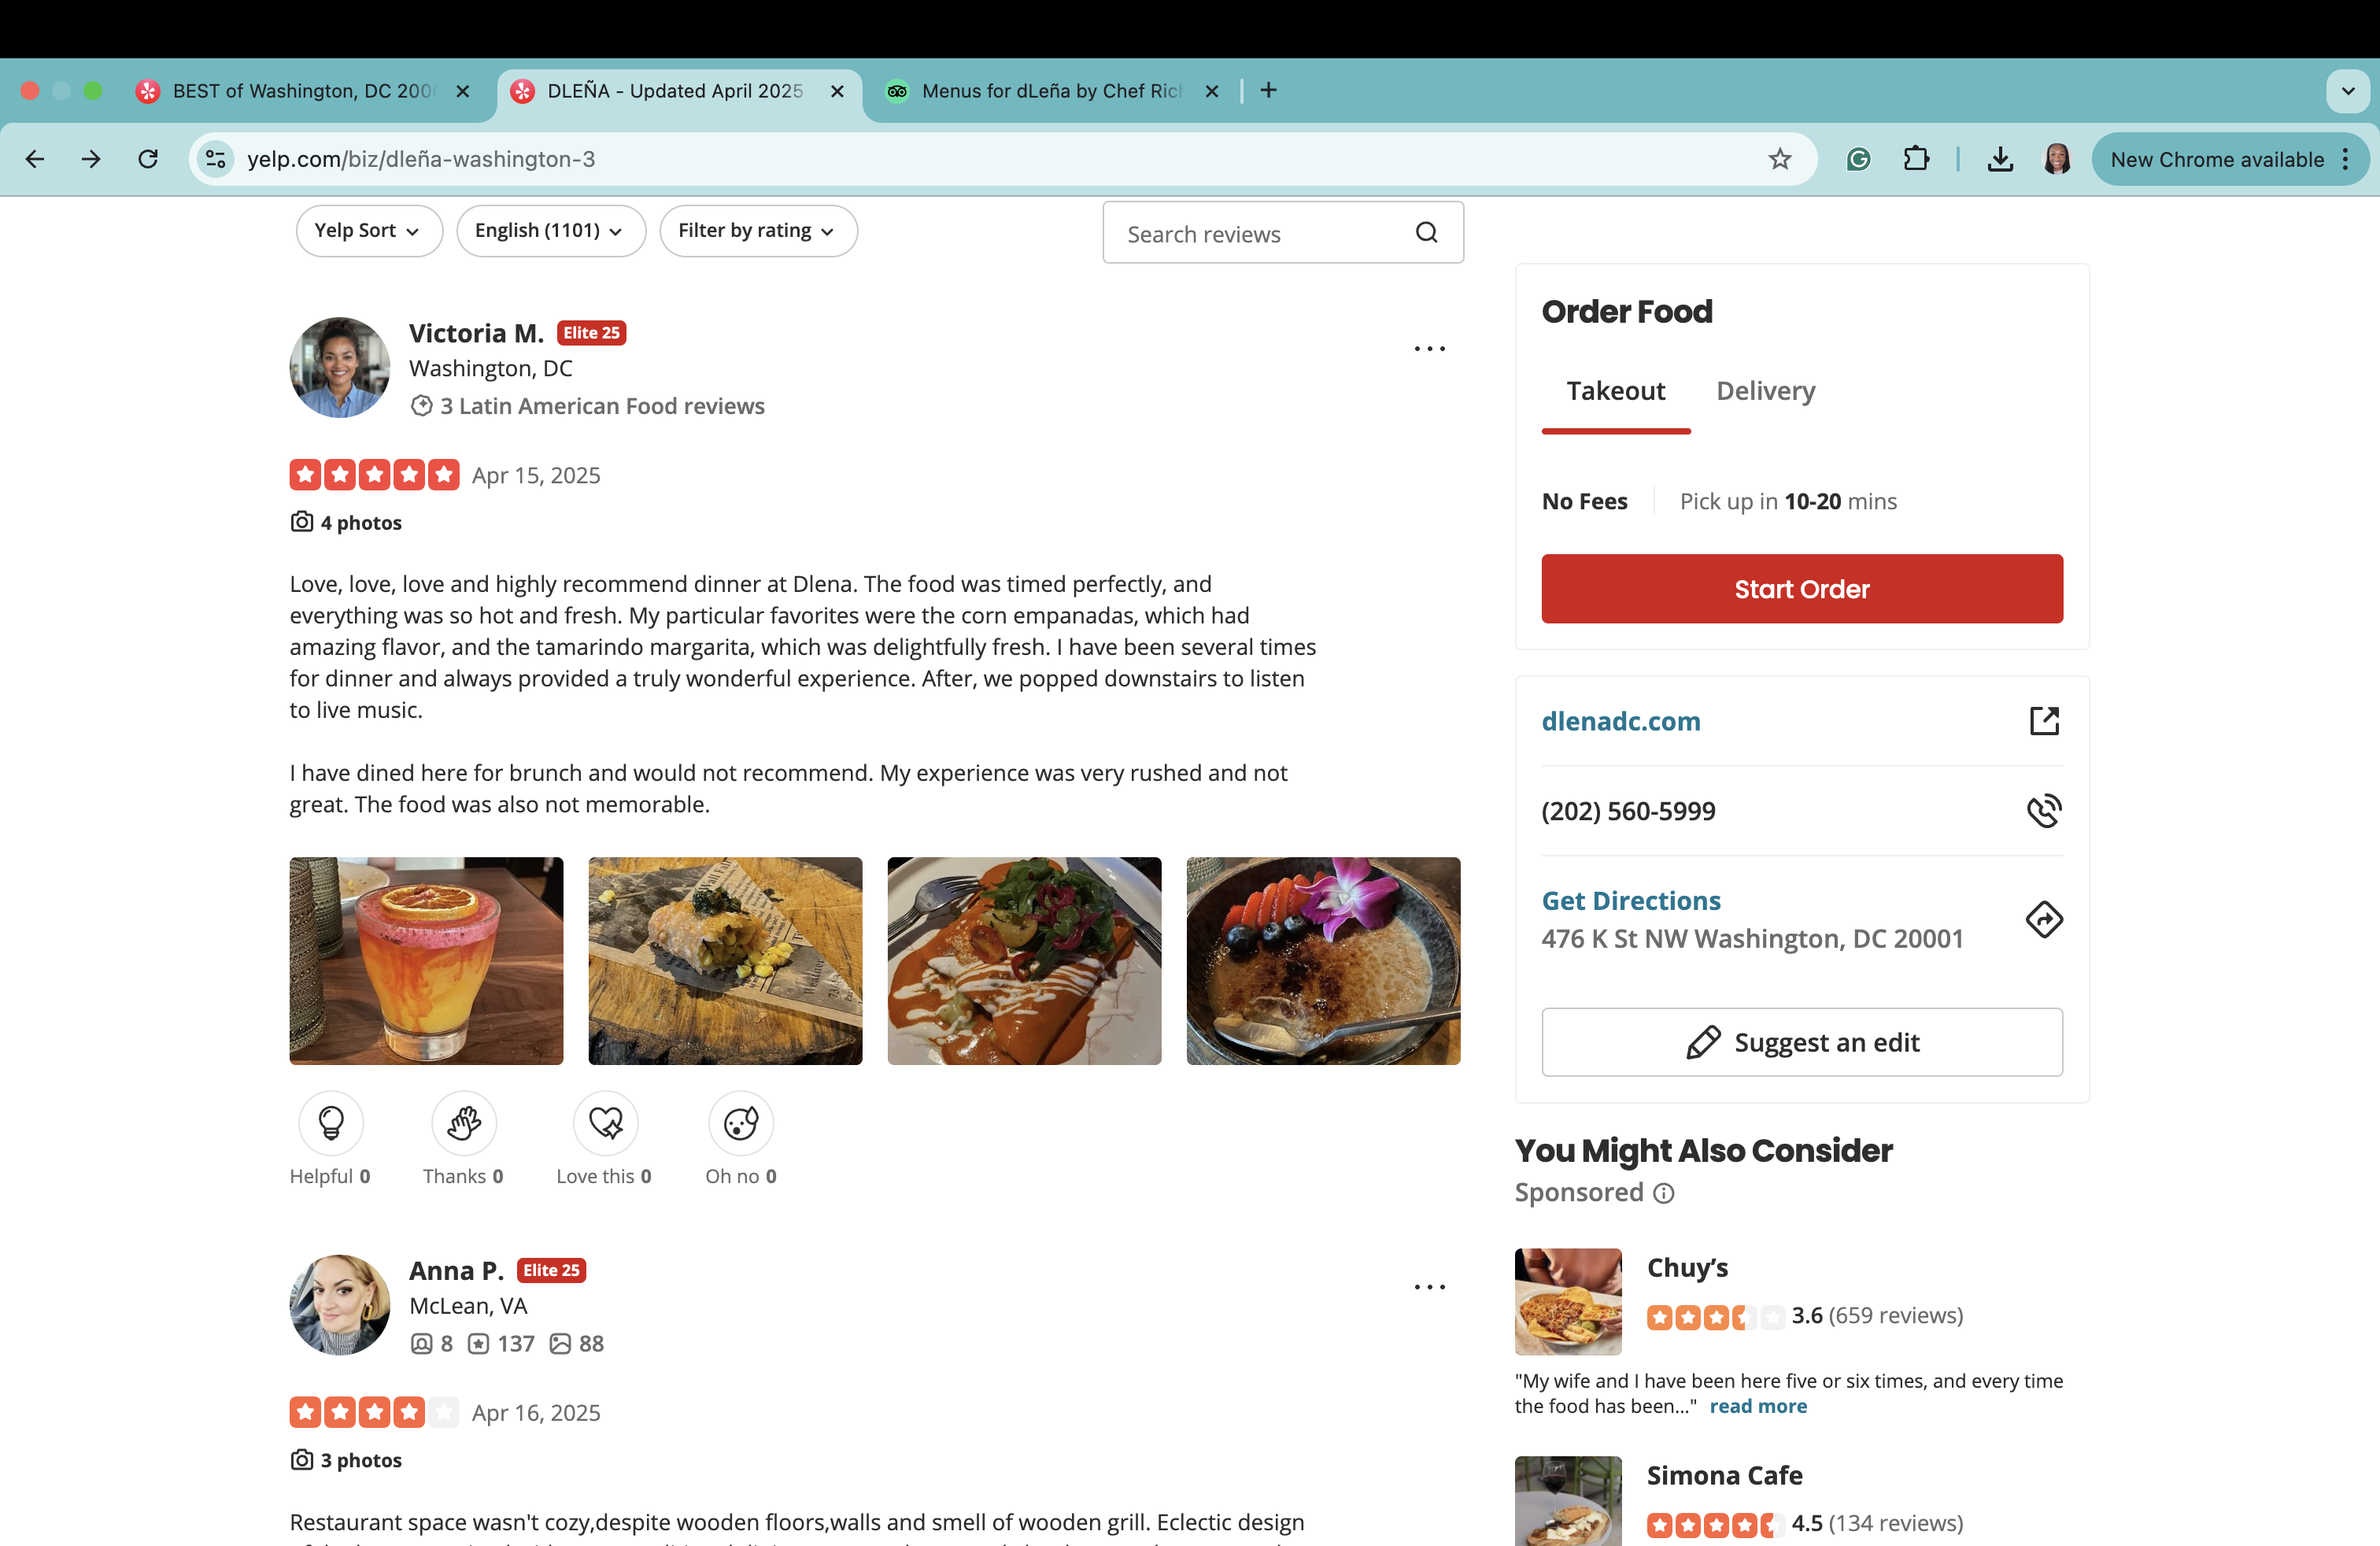 BEST of Washington, DC 200
DLEÑA - Updated April 2025
Menus for dLeña by Chef Rich
yelp.com/biz/dleña-washington-3
New Chrome available
Yelp Sort
English (1101)
Filter by rating
Search reviews
Victoria M. Elite 25
Washington, DC
3 Latin American Food reviews
Apr 15, 2025
4 photos
Love, love, love and highly recommend dinner at Dlena. The food was timed perfectly, and
everything was so hot and fresh. My particular favorites were the corn empanadas, which had
amazing flavor, and the tamarindo margarita, which was delightfully fresh. I have been several times
for dinner and always provided a truly wonderful experience. After, we popped downstairs to listen
to live music.
I have dined here for brunch and would not recommend. My experience was very rushed and not
great. The food was also not memorable.
Helpful 0
Thanks 0
Love this 0
Oh no 0
Anna P. Elite 25
McLean, VA
8 137 88
Apr 16, 2025
3 photos
Restaurant space wasn't cozy,despite wooden floors,walls and smell of wooden grill. Eclectic design
Order Food
Takeout
Delivery
No Fees
Pick up in 10-20 mins
Start Order
dlenadc.com
(202) 560-5999
Get Directions
476 K St NW Washington, DC 20001
Suggest an edit
You Might Also Consider
Sponsored
Chuy's
3.6 (659 reviews)
"My wife and I have been here five or six times, and every time
the food has been..." read more
Simona Cafe
4.5 (134 reviews)